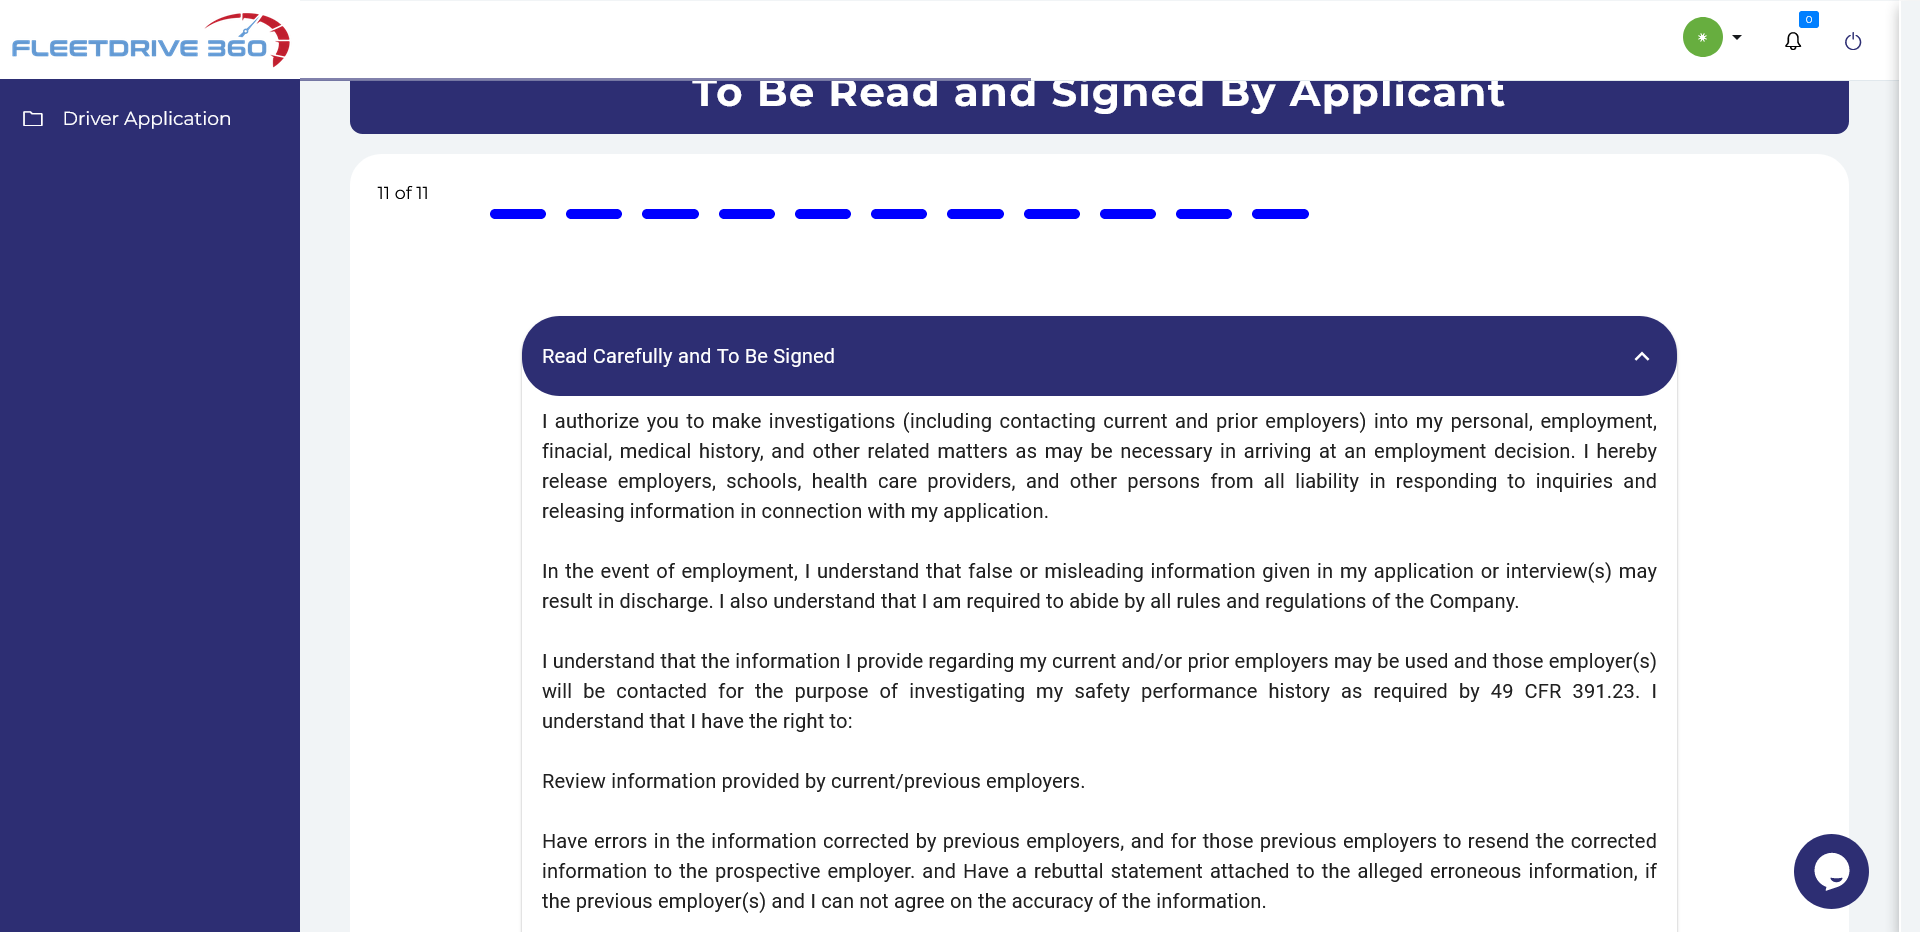 FLEETDRIVE 360
0
Driver Application
To Be Read and Signed By Applicant
11 of 11
Read Carefully and To Be Signed
I authorize you to make investigations (including contacting current and prior employers) into my personal, employment,
finacial, medical history, and other related matters as may be necessary in arriving at an employment decision. I hereby
release employers, schools, health care providers, and other persons from all liability in responding to inquiries and
releasing information in connection with my application.
In the event of employment, I understand that false or misleading information given in my application or interview(s) may
result in discharge. I also understand that I am required to abide by all rules and regulations of the Company.
I understand that the information I provide regarding my current and/or prior employers may be used and those employer(s)
will be contacted for the purpose of investigating my safety performance history as required by 49 CFR 391.23. I
understand that I have the right to:
Review information provided by current/previous employers.
Have errors in the information corrected by previous employers, and for those previous employers to resend the corrected
information to the prospective employer. and Have a rebuttal statement attached to the alleged erroneous information, if
the previous employer(s) and I can not agree on the accuracy of the information.